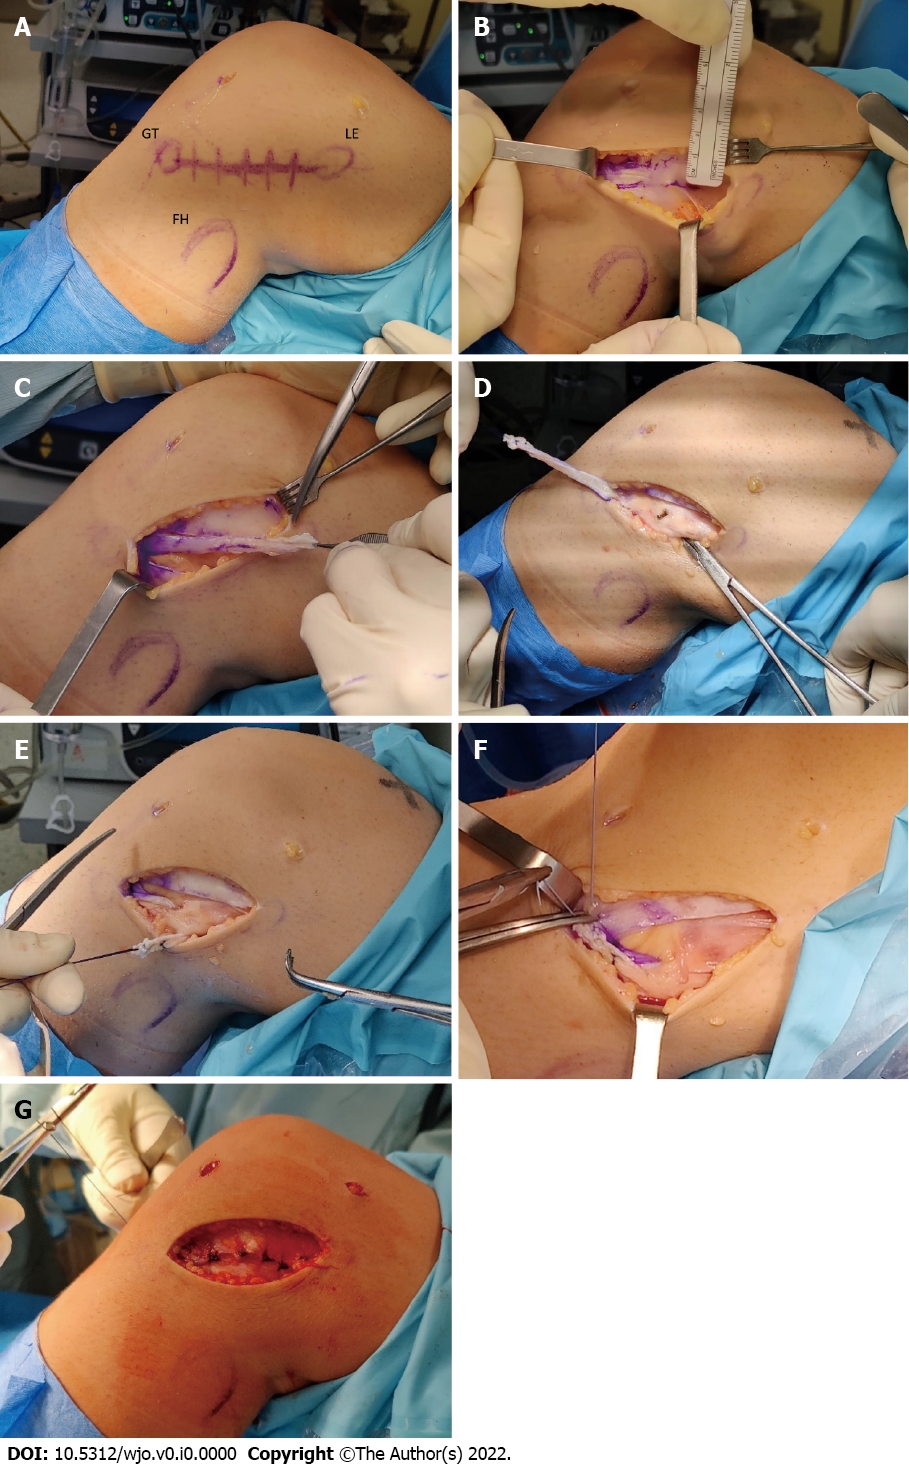 A
GT
LE
FH
B
C
D
E
F
G
DOI: 10.5312/wjo.v0.i0.0000 Copyright ©The Author(s) 2022.